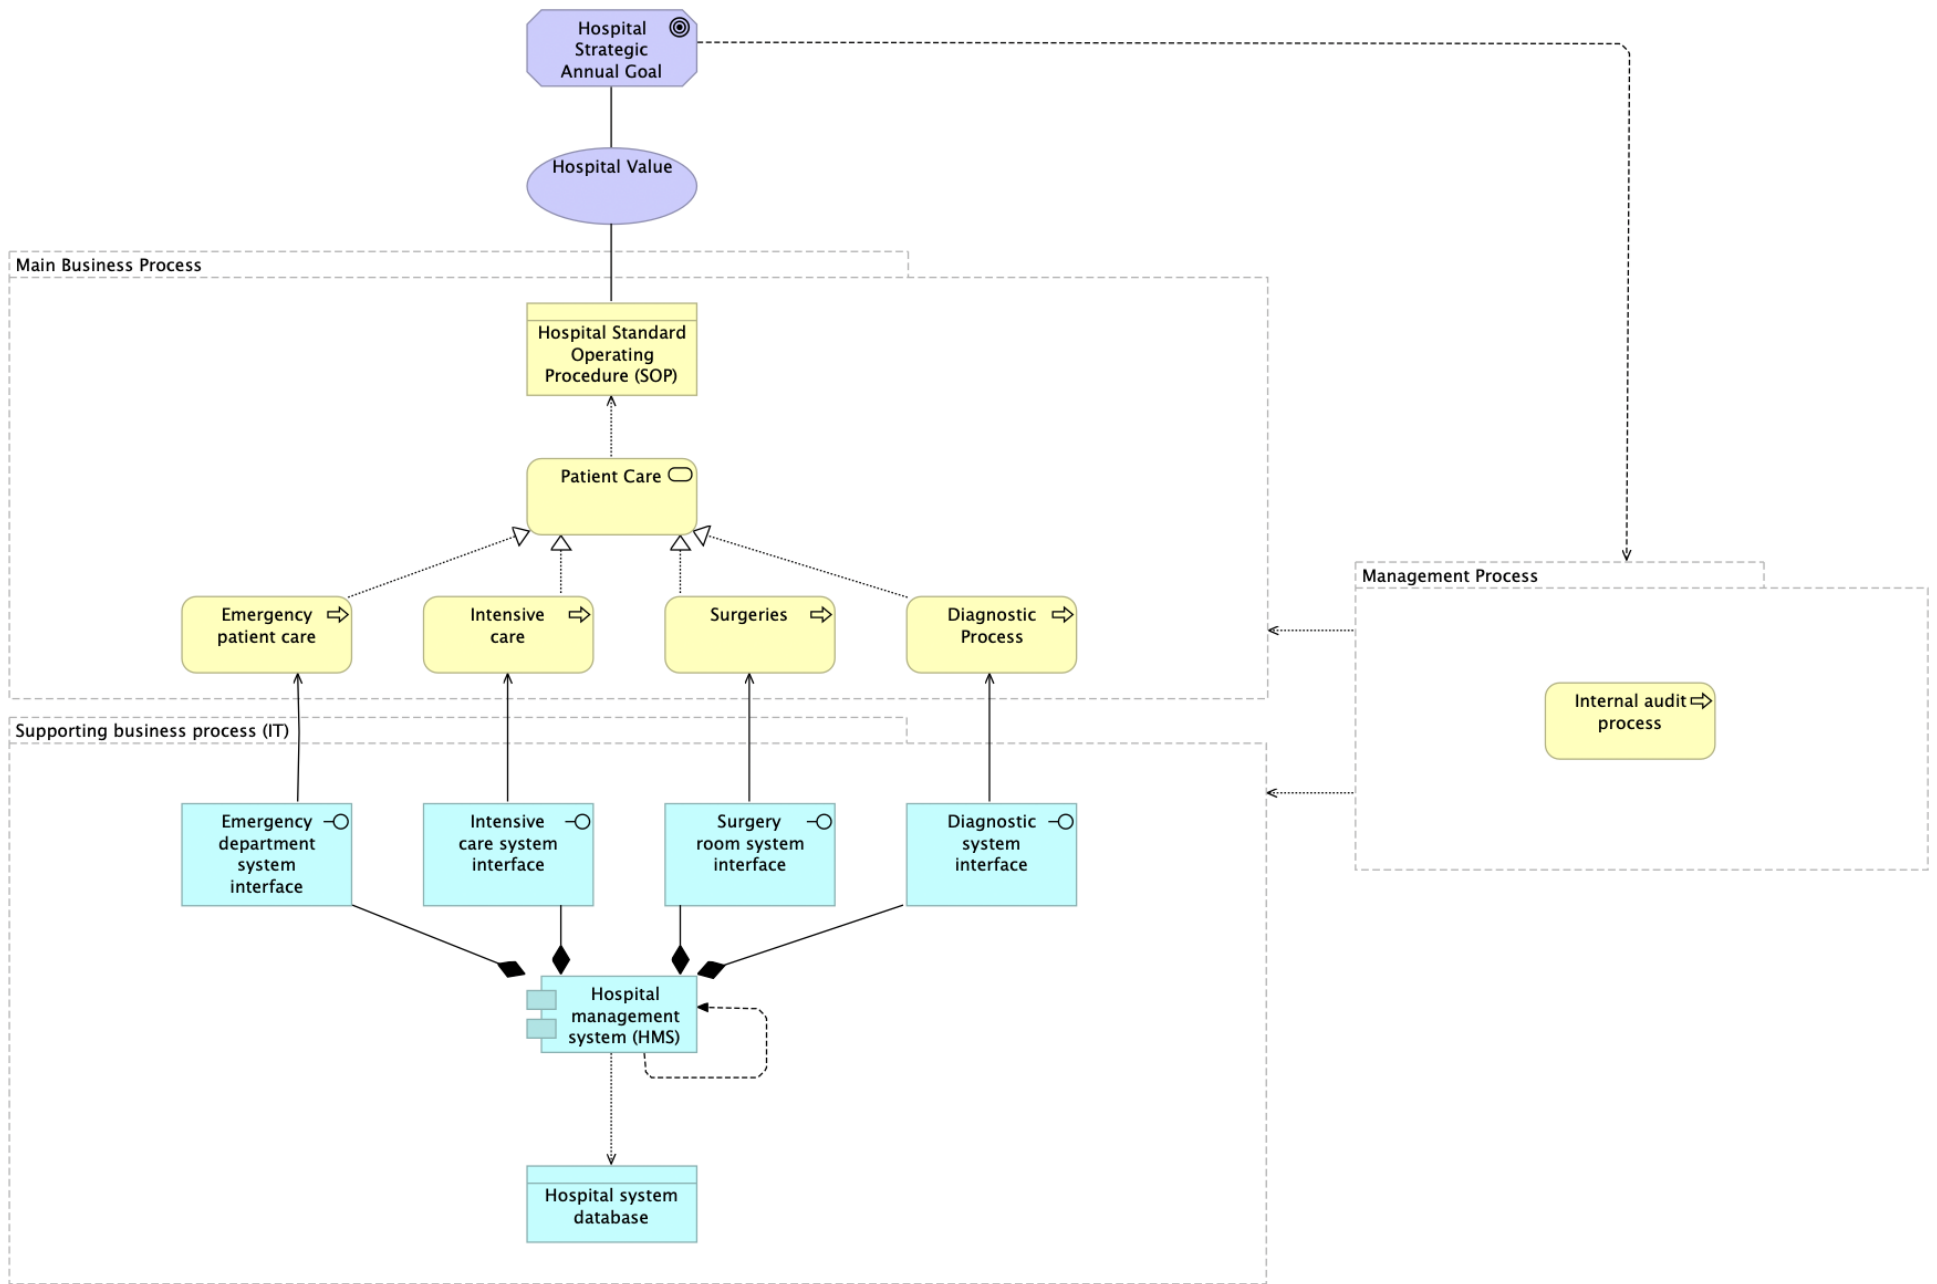 Hospital
Strategic
Annual Goal
Hospital Value
Main Business Process
Hospital Standard
Operating
Procedure (SOP)
Patient Care
Management Process
Emergency
patient care
Intensive
care
Surgeries
Diagnostic
Process
Internal audit
process
Supporting business process (IT)
Emergency
department
system
interface
Intensive
care system
interface
Surgery
room system
interface
Diagnostic
system
interface
Hospital
management
system (HMS)
Hospital system
database